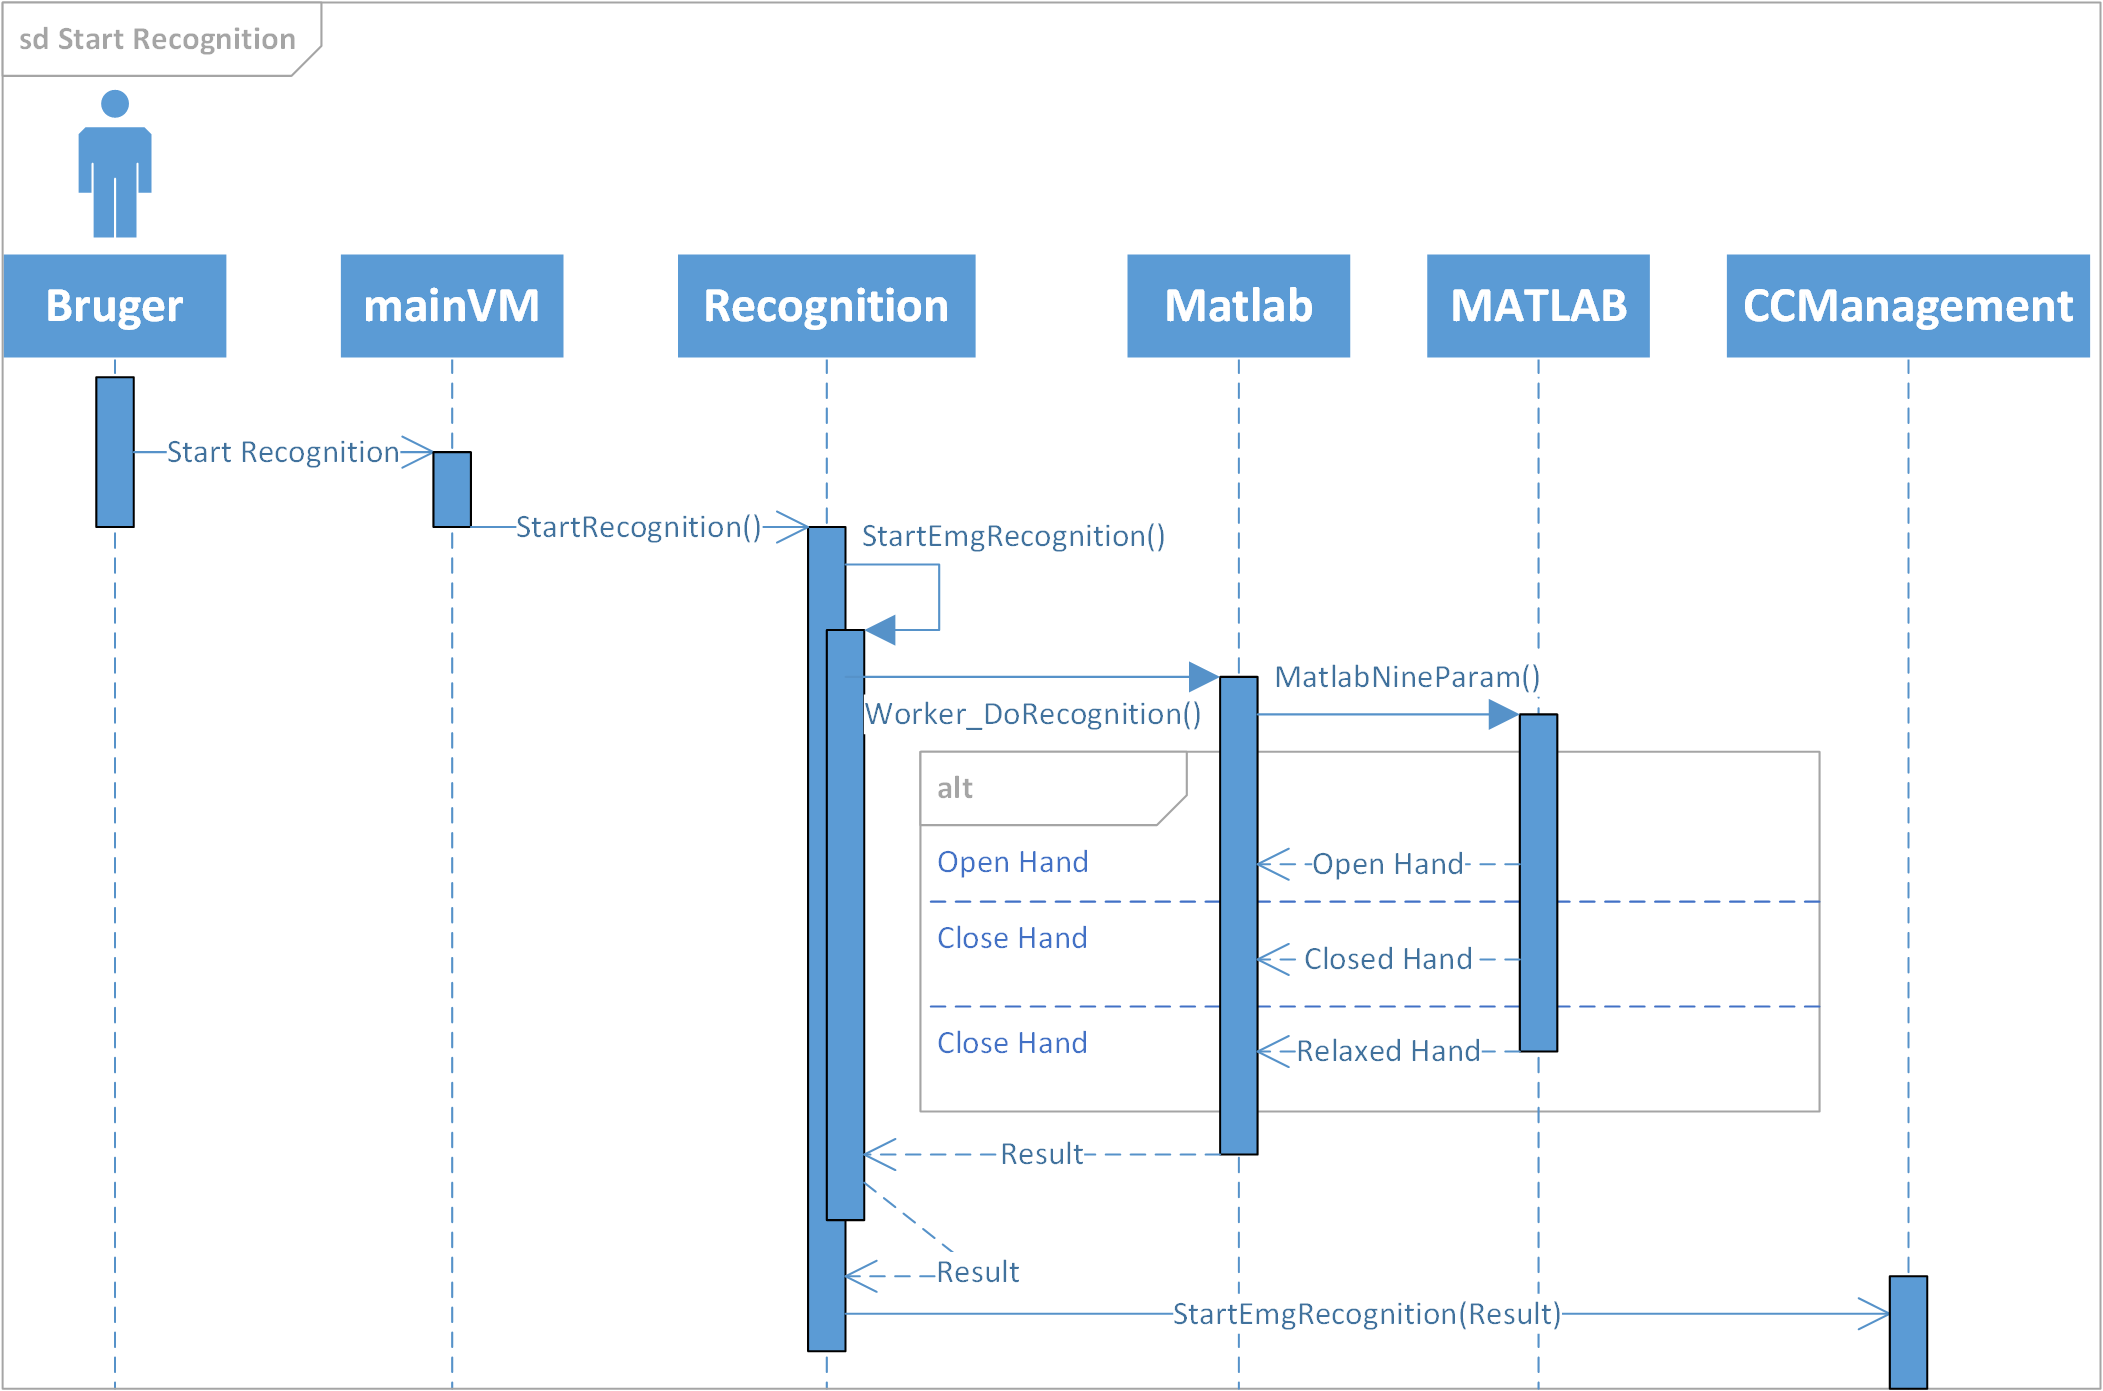 sd Start Recognition
Bruger
mainVM
Recognition
Matlab
MATLAB
CCManagement
Start Recognition
StartRecognition()
StartEmgRecognition()
MatlabNineParam()
Worker_DoRecognition()
alt
Open Hand
Open Hand
Close Hand
Closed Hand
Close Hand
Relaxed Hand
Result
Result
StartEmgRecognition(Result)